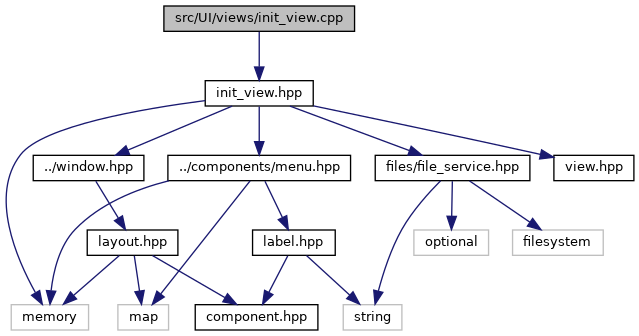 src/UI/views/init_view.cpp
init_view.hpp
../window.hpp
../components/menu.hpp
files/file_service.hpp
view.hpp
layout.hpp
label.hpp
optional
filesystem
memory
map
component.hpp
string